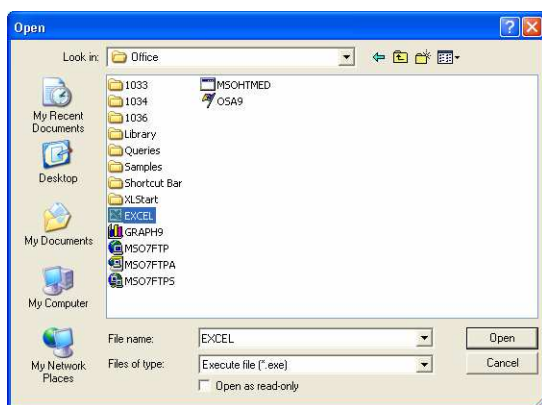 Open
Look in: Office
My Recent Documents
Desktop
My Documents
My Computer
My Network Places
1033
1034
1036
Library
Queries
Samples
Shortcut Bar
XLStart
EXCEL
GRAPH9
MSO7FTP
MSO7FTPA
MSO7FTPS
MSOHTMED
OSA9
File name: EXCEL Open
Files of type: Execute file (*.exe) Cancel
Open as read-only